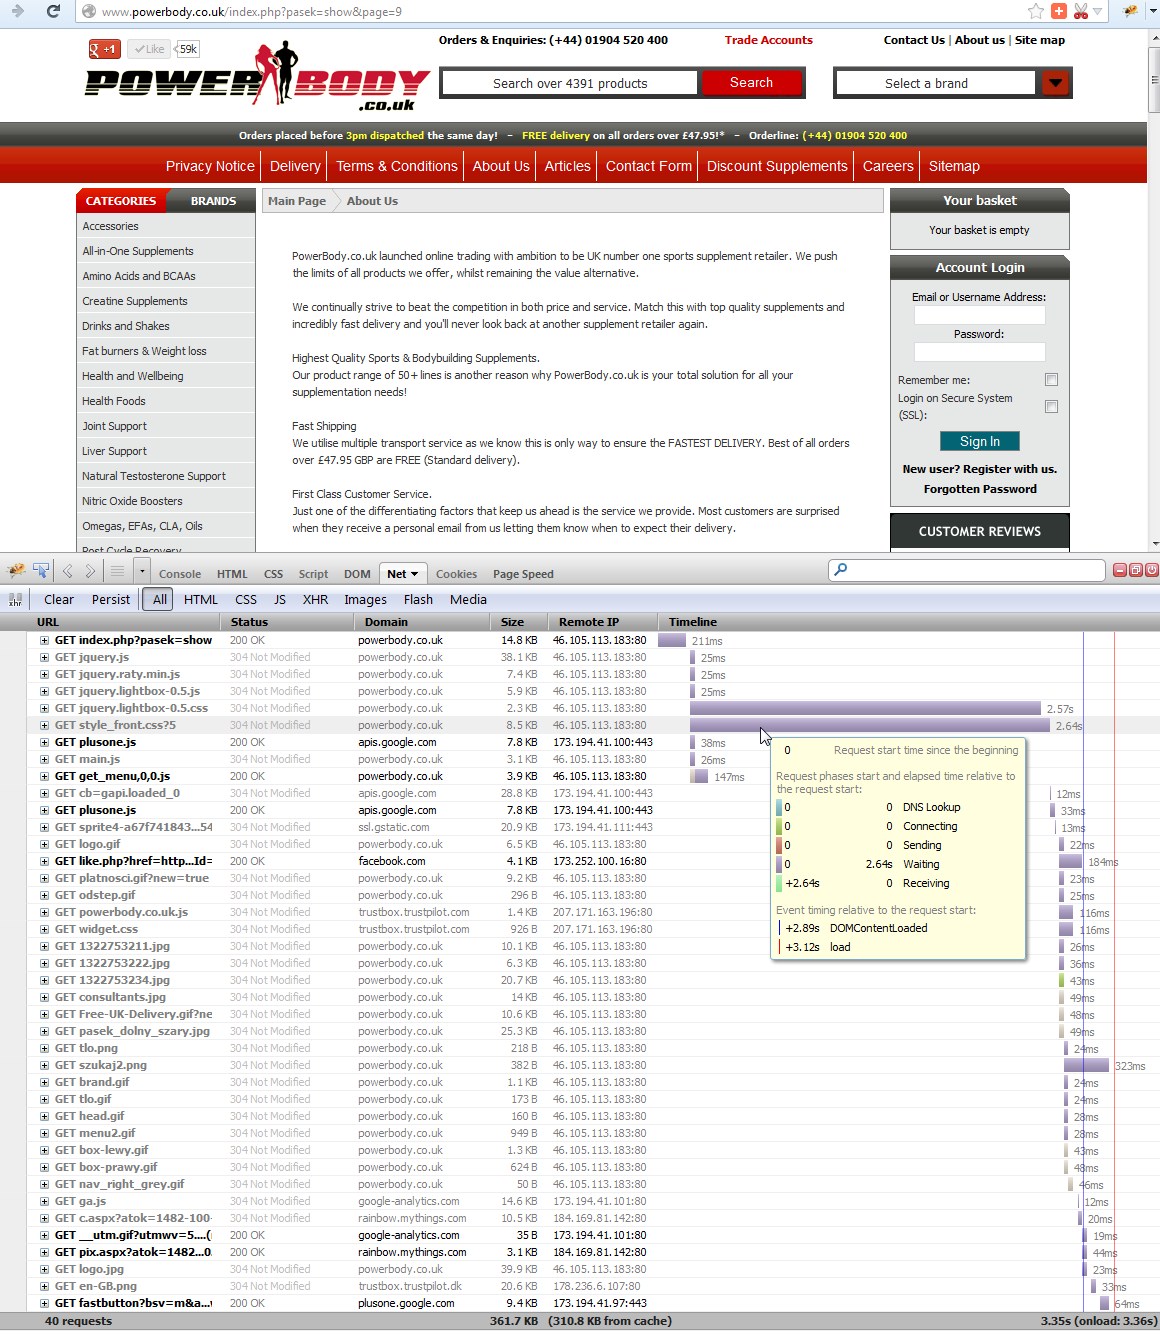 www.powerbody.co.uk/index.php?pasek=show&page=9
+1
Like
59k
Orders & Enquiries: (+44) 01904 520 400
Trade Accounts
Contact Us | About us | Site map
POWER BODY
.co.uk
Search over 4391 products
Search
Select a brand
Orders placed before 3pm dispatched the same day! – FREE delivery on all orders over £47.95!* – Orderline: (+44) 01904 520 400
Privacy Notice
Delivery
Terms & Conditions
About Us
Articles
Contact Form
Discount Supplements
Careers
Sitemap
CATEGORIES
BRANDS
Accessories
All-in-One Supplements
Amino Acids and BCAAs
Creatine Supplements
Drinks and Shakes
Fat burners & Weight loss
Health and Wellbeing
Health Foods
Joint Support
Liver Support
Natural Testosterone Support
Nitric Oxide Boosters
Omegas, EFAs, CLA, Oils
Post Cycle Recovery
Main Page
About Us
PowerBody.co.uk launched online trading with ambition to be UK number one sports supplement retailer. We push
the limits of all products we offer, whilst remaining the value alternative.
We continually strive to beat the competition in both price and service. Match this with top quality supplements and
incredibly fast delivery and you'll never look back at another supplement retailer again.
Highest Quality Sports & Bodybuilding Supplements.
Our product range of 50+ lines is another reason why PowerBody.co.uk is your total solution for all your
supplementation needs!
Fast Shipping
We utilise multiple transport service as we know this is only way to ensure the FASTEST DELIVERY. Best of all orders
over £47.95 GBP are FREE (Standard delivery).
First Class Customer Service.
Just one of the differentiating factors that keep us ahead is the service we provide. Most customers are surprised
when they receive a personal email from us letting them know when to expect their delivery.
Your basket
Your basket is empty
Account Login
Email or Username Address:
Password:
Remember me:
Login on Secure System
(SSL):
Sign In
New user? Register with us.
Forgotten Password
CUSTOMER REVIEWS
Console HTML CSS Script DOM Net Cookies Page Speed
xhr Clear Persist All HTML CSS JS XHR Images Flash Media
URL Status Domain Size Remote IP Timeline
GET index.php?pasek=show 200 OK powerbody.co.uk 14.8 KB 46.105.113.183:80 211ms
GET jquery.js 304 Not Modified powerbody.co.uk 38.1 KB 46.105.113.183:80 25ms
GET jquery.raty.min.js 304 Not Modified powerbody.co.uk 7.4 KB 46.105.113.183:80 25ms
GET jquery.lightbox-0.5.js 304 Not Modified powerbody.co.uk 5.9 KB 46.105.113.183:80 25ms
GET jquery.lightbox-0.5.css 304 Not Modified powerbody.co.uk 2.3 KB 46.105.113.183:80 2.57s
GET style_front.css?5 304 Not Modified powerbody.co.uk 8.5 KB 46.105.113.183:80 2.64s
GET plusone.js 200 OK apis.google.com 7.8 KB 173.194.41.100:443 38ms
GET main.js 304 Not Modified powerbody.co.uk 3.1 KB 46.105.113.183:80 26ms
GET get_menu,0,0.js 200 OK powerbody.co.uk 3.9 KB 46.105.113.183:80 147ms
GET cb=gapi.loaded_0 304 Not Modified apis.google.com 28.8 KB 173.194.41.100:443 12ms
GET plusone.js 200 OK apis.google.com 7.8 KB 173.194.41.100:443 33ms
GET sprite4-a67f741843...54 304 Not Modified ssl.gstatic.com 20.9 KB 173.194.41.111:443 13ms
GET logo.gif 304 Not Modified powerbody.co.uk 6.5 KB 46.105.113.183:80 22ms
GET like.php?href=http...Id= 200 OK facebook.com 4.1 KB 173.252.100.16:80 184ms
GET platnosci.gif?new=true 304 Not Modified powerbody.co.uk 9.2 KB 46.105.113.183:80 23ms
GET odstep.gif 304 Not Modified powerbody.co.uk 296 B 46.105.113.183:80 25ms
GET powerbody.co.uk.js 304 Not Modified trustbox.trustpilot.com 1.4 KB 207.171.163.196:80 116ms
GET widget.css 304 Not Modified trustbox.trustpilot.com 926 B 207.171.163.196:80 116ms
GET 1322753211.jpg 304 Not Modified powerbody.co.uk 10.1 KB 46.105.113.183:80 26ms
GET 1322753222.jpg 304 Not Modified powerbody.co.uk 6.3 KB 46.105.113.183:80 36ms
GET 1322753234.jpg 304 Not Modified powerbody.co.uk 20.7 KB 46.105.113.183:80 43ms
GET consultants.jpg 304 Not Modified powerbody.co.uk 14 KB 46.105.113.183:80 49ms
GET Free-UK-Delivery.gif?ne 304 Not Modified powerbody.co.uk 10.6 KB 46.105.113.183:80 48ms
GET pasek_dolny_szary.jpg 304 Not Modified powerbody.co.uk 25.3 KB 46.105.113.183:80 49ms
GET tlo.png 304 Not Modified powerbody.co.uk 218 B 46.105.113.183:80 24ms
GET szukaj2.png 304 Not Modified powerbody.co.uk 382 B 46.105.113.183:80 323ms
GET brand.gif 304 Not Modified powerbody.co.uk 1.1 KB 46.105.113.183:80 24ms
GET tlo.gif 304 Not Modified powerbody.co.uk 173 B 46.105.113.183:80 24ms
GET head.gif 304 Not Modified powerbody.co.uk 160 B 46.105.113.183:80 28ms
GET menu2.gif 304 Not Modified powerbody.co.uk 949 B 46.105.113.183:80 28ms
GET box-lewy.gif 304 Not Modified powerbody.co.uk 1.3 KB 46.105.113.183:80 43ms
GET box-prawy.gif 304 Not Modified powerbody.co.uk 624 B 46.105.113.183:80 48ms
GET nav_right_grey.gif 304 Not Modified powerbody.co.uk 50 B 46.105.113.183:80 46ms
GET ga.js 304 Not Modified google-analytics.com 14.6 KB 173.194.41.101:80 12ms
GET c.aspx?atok=1482-100- 304 Not Modified rainbow.mythings.com 10.5 KB 184.169.81.142:80 20ms
GET __utm.gif?utmwv=5....( 200 OK google-analytics.com 35 B 173.194.41.101:80 19ms
GET pix.aspx?atok=1482...0. 200 OK rainbow.mythings.com 3.1 KB 184.169.81.142:80 44ms
GET logo.jpg 304 Not Modified powerbody.co.uk 39.9 KB 46.105.113.183:80 23ms
GET en-GB.png 304 Not Modified trustbox.trustpilot.dk 20.6 KB 178.236.6.107:80 33ms
GET fastbutton?bsv=m&a... 200 OK plusone.google.com 9.4 KB 173.194.41.97:443 64ms
0 Request start time since the beginning
Request phases start and elapsed time relative to
the request start:
0 0 DNS Lookup
0 0 Connecting
0 0 Sending
0 2.64s Waiting
+2.64s 0 Receiving
Event timing relative to the request start:
+2.89s DOMContentLoaded
+3.12s load
40 requests 361.7 KB (310.8 KB from cache) 3.35s (onload: 3.36s)